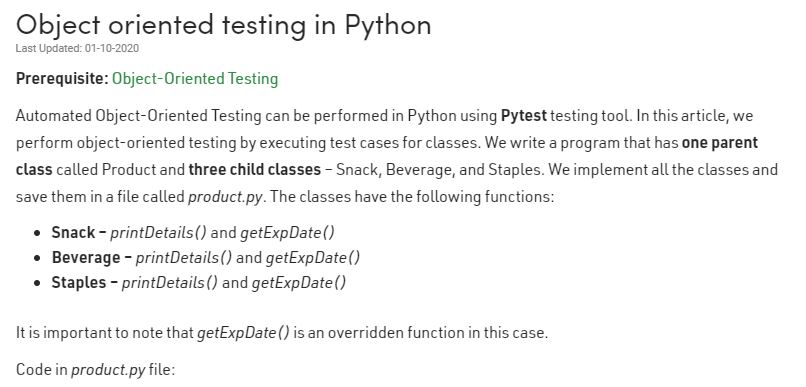 Object oriented testing in Python
Last Updated: 01-10-2020
Prerequisite: Object-Oriented Testing
Automated Object-Oriented Testing can be performed in Python using Pytest testing tool. In this article, we
perform object-oriented testing by executing test cases for classes. We write a program that has one parent
class called Product and three child classes – Snack, Beverage, and Staples. We implement all the classes and
save them in a file called product.py. The classes have the following functions:
• Snack – printDetails() and getExpDate()
• Beverage – printDetails() and getExpDate()
• Staples – printDetails() and getExpDate()
It is important to note that getExpDate() is an overridden function in this case.
Code in product.py file: